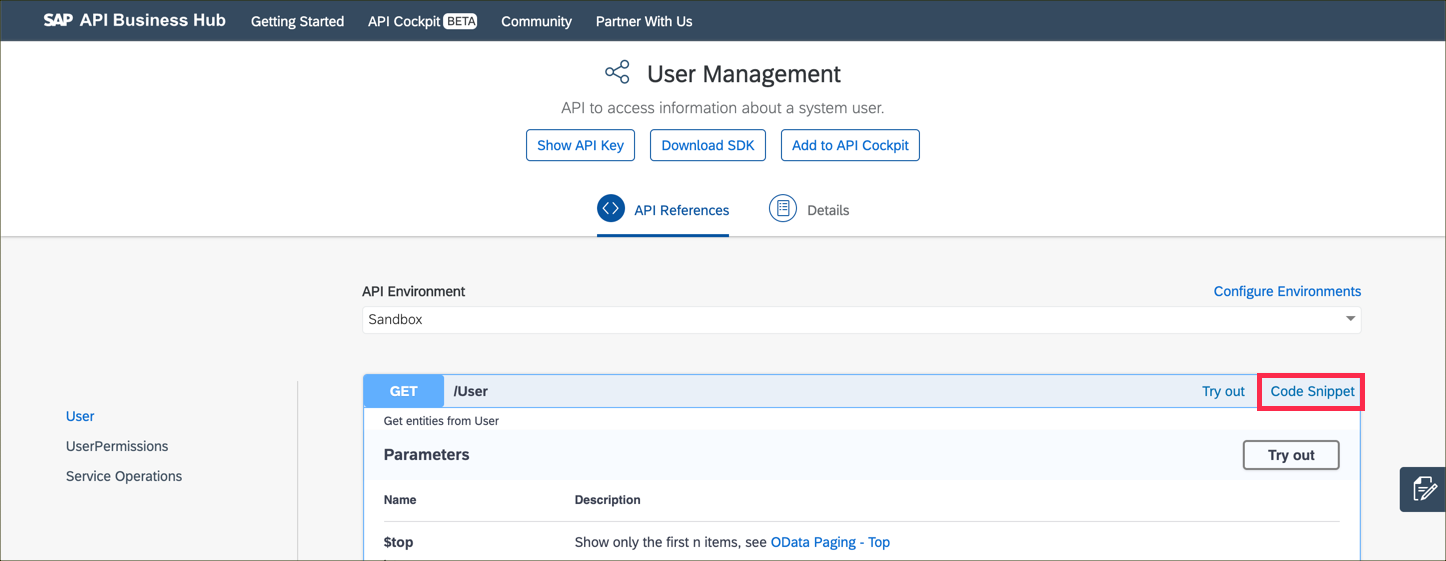 SAP API Business Hub Getting Started API Cockpit BETA Community Partner With Us
User Management
API to access information about a system user.
Show API Key Download SDK Add to API Cockpit
API References Details
API Environment Configure Environments
Sandbox
GET /User Try out Code Snippet
User
Get entities from User
UserPermissions
Parameters Try out
Service Operations
Name Description
$top Show only the first n items, see OData Paging - Top